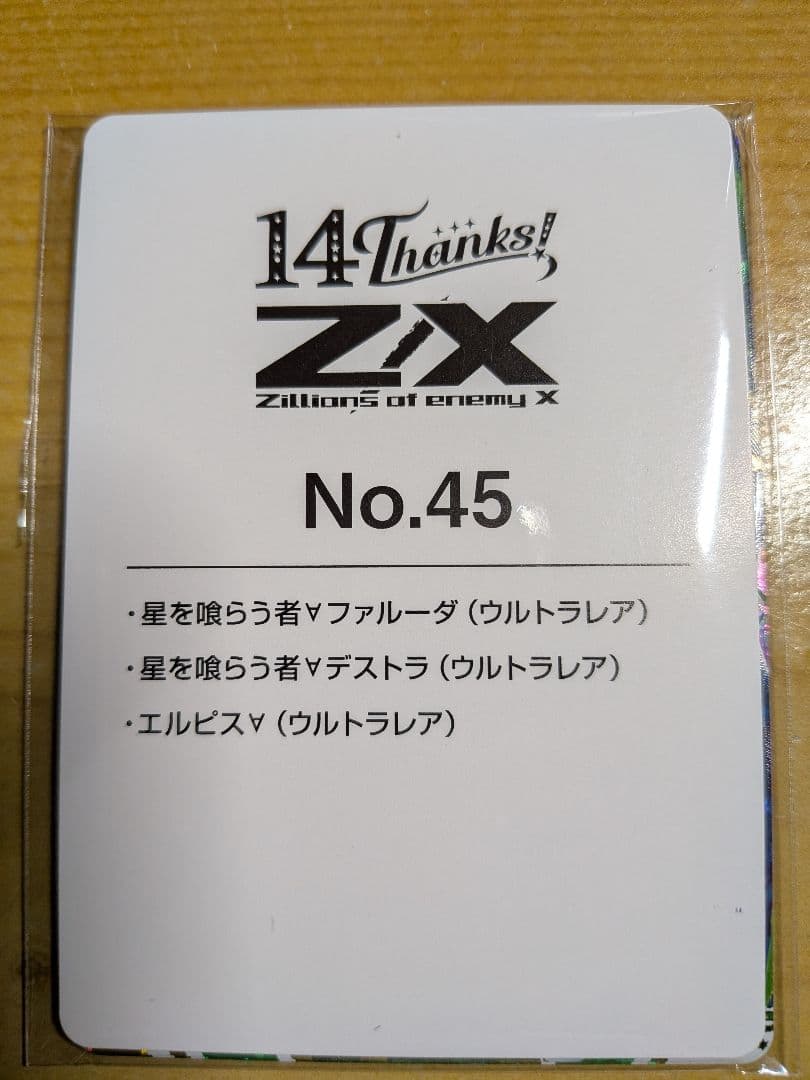 14 Thanks!
Z/X
Zillions of enemy X
No.45
・星を喰らう者∀ファルーダ（ウルトラレア）
・星を喰らう者∀デストラ（ウルトラレア）
・エルピス∀（ウルトラレア）